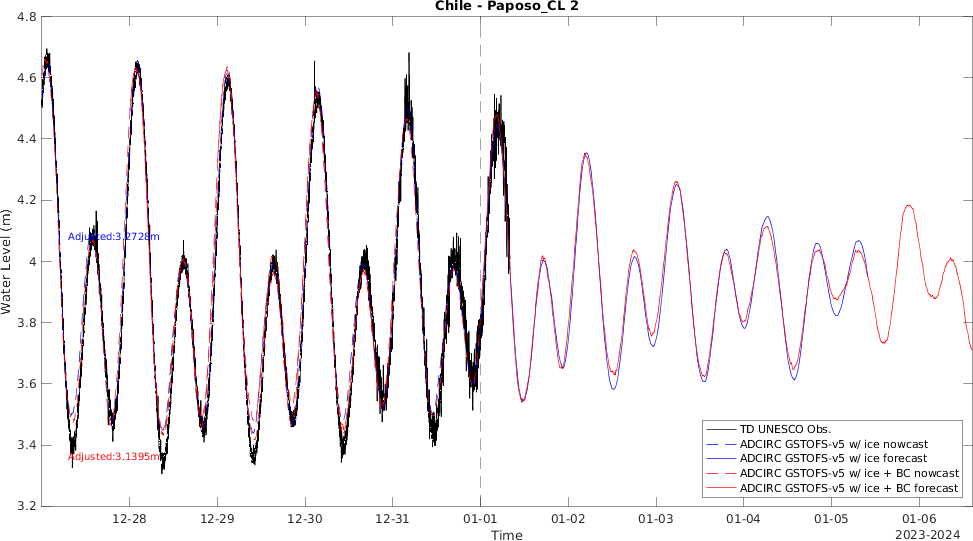 Chile - Paposo_CL 2
4.8
4.6
4.4
4.2
4
3.8
3.6
3.4
3.2
Water Level (m)
Adjusted:3.2728m
Adjusted:3.1395m
TD UNESCO Obs.
ADCIRC GSTOFS-v5 w/ ice nowcast
ADCIRC GSTOFS-v5 w/ ice forecast
ADCIRC GSTOFS-v5 w/ ice + BC nowcast
ADCIRC GSTOFS-v5 w/ ice + BC forecast
12-28 12-29 12-30 12-31 01-01 01-02 01-03 01-04 01-05 01-06
Time
2023-2024